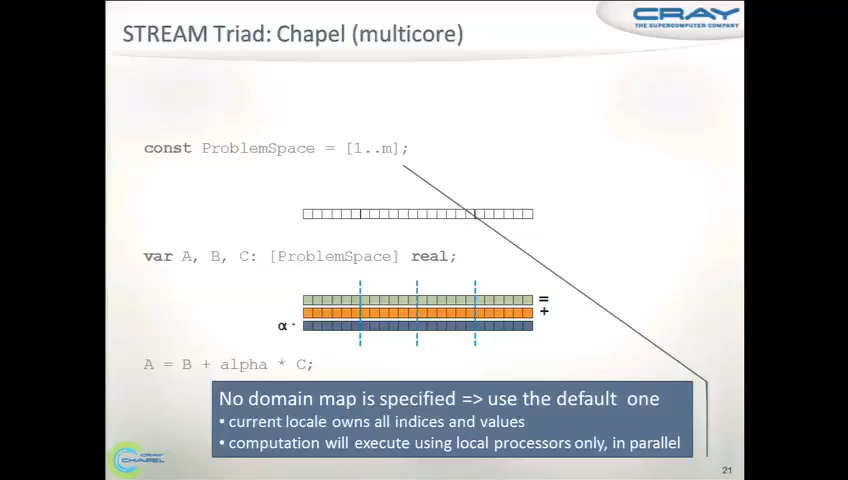 CRAY
THE SUPERCOMPUTER COMPANY
STREAM Triad: Chapel (multicore)
const ProblemSpace = [1..m];
var A, B, C: [ProblemSpace] real;
=
+
α ·
A = B + alpha * C;
No domain map is specified => use the default one
• current locale owns all indices and values
• computation will execute using local processors only, in parallel
CRAY
CHAPEL
21